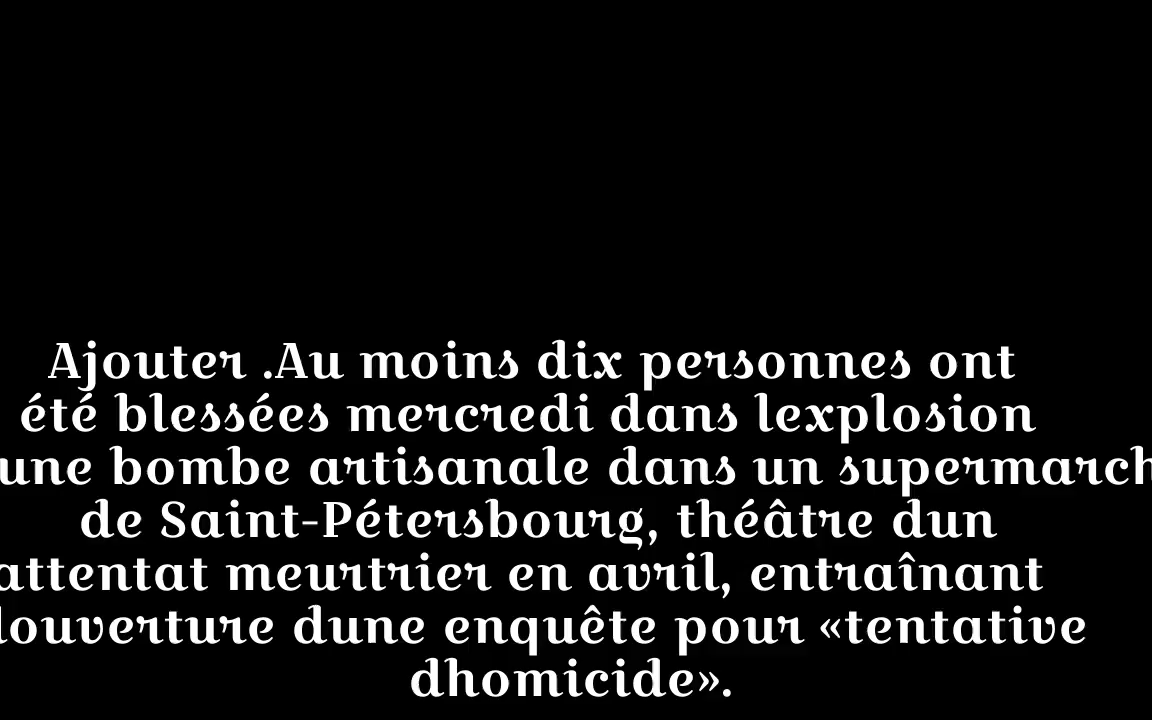 Ajouter .Au moins dix personnes ont
été blessées mercredi dans lexplosion
une bombe artisanale dans un supermarch
de Saint-Pétersbourg, théâtre dun
attentat meurtrier en avril, entraînant
louverture dune enquête pour «tentative
dhomicide».